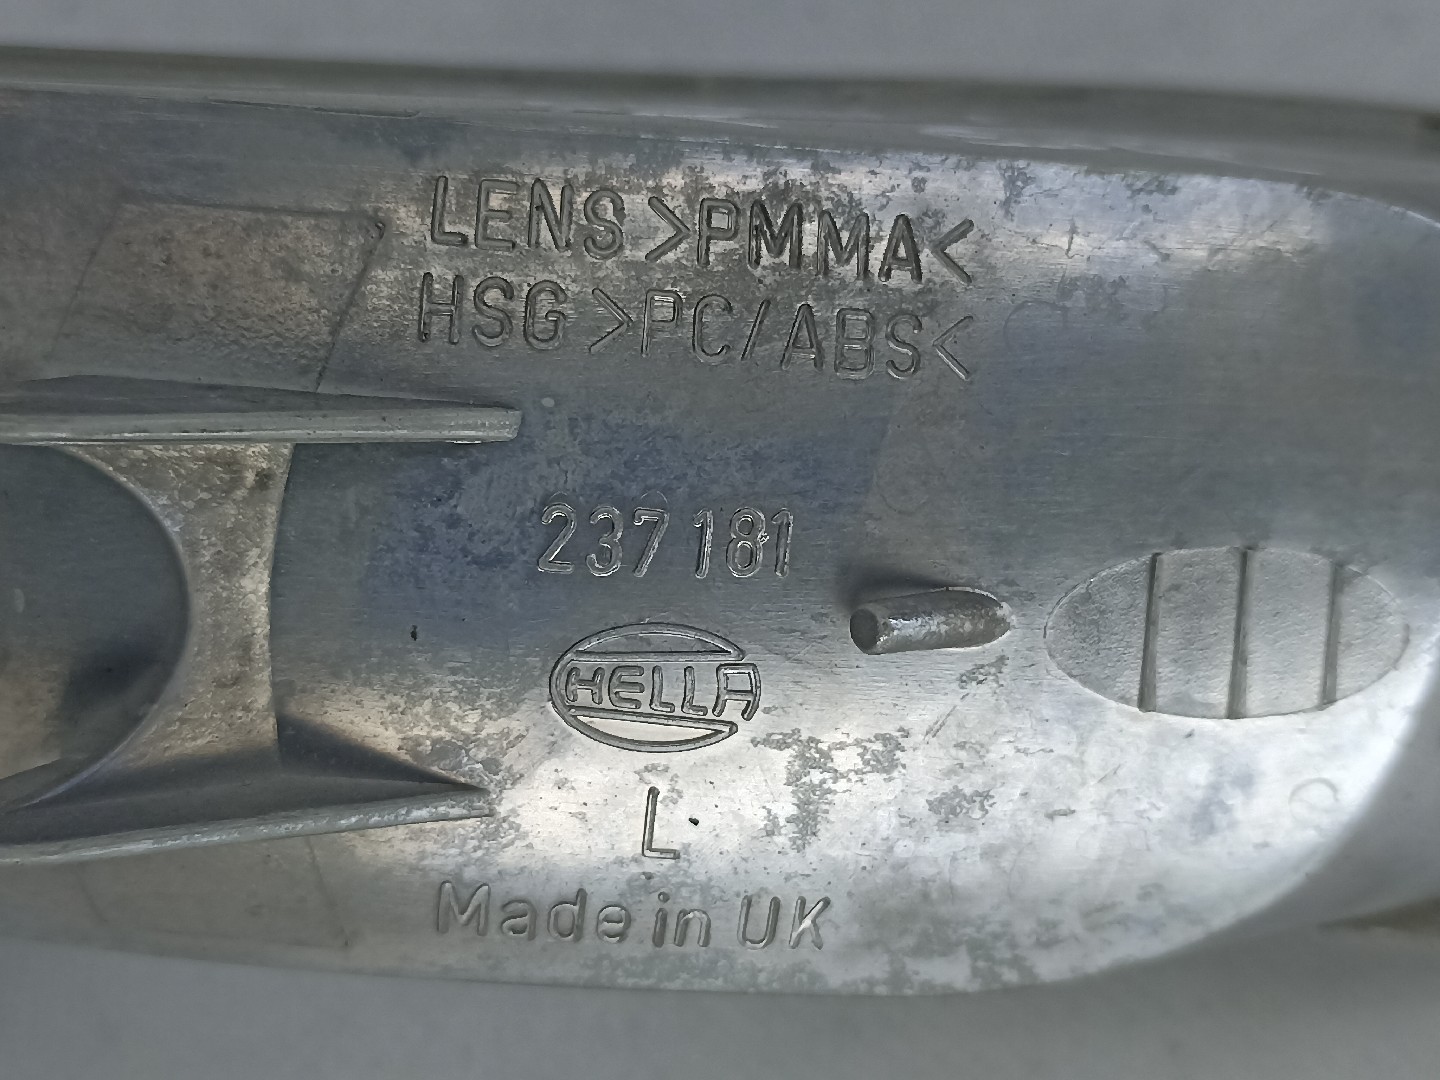 LENS >PMMA<
HSG >PC/ABS<
237 181
HELLA
L
Made in UK